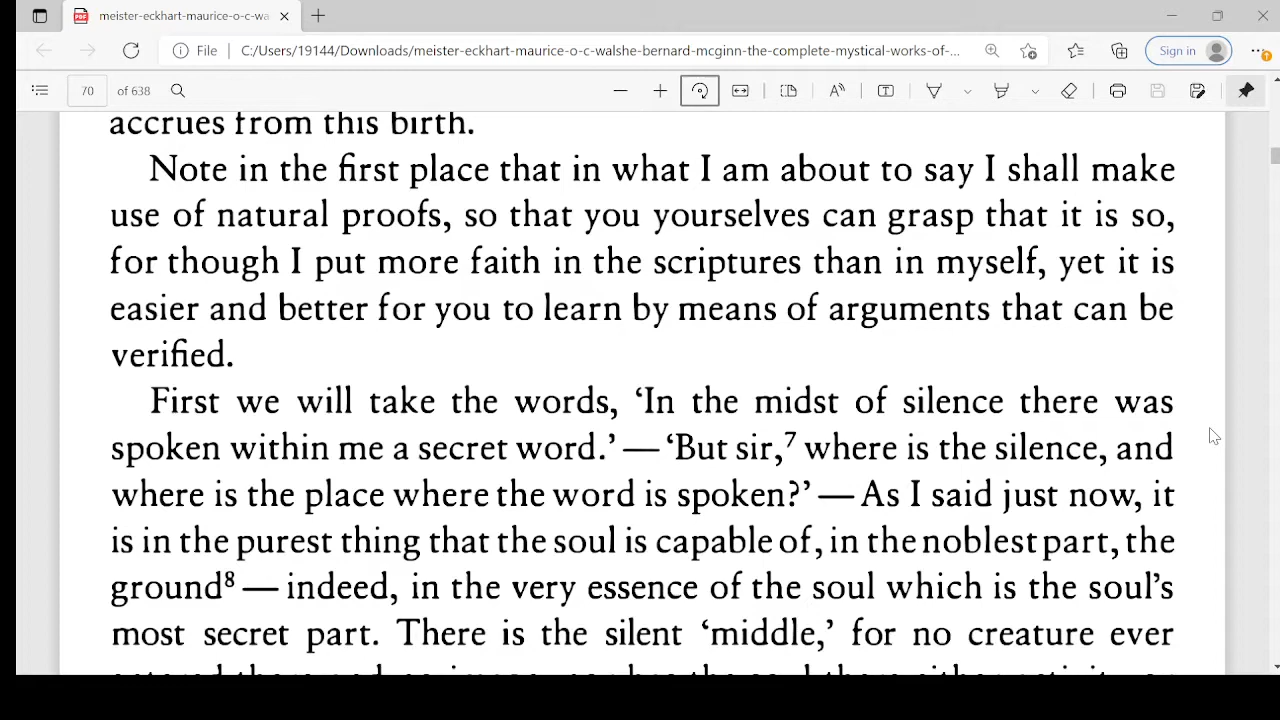 meister-eckhart-maurice-o-c-wa
File
C:/Users/19144/Downloads/meister-eckhart-maurice-o-c-walshe-bernard-mcginn-the-complete-mystical-works-of-...
Sign in
70 of 638
accrues from this birth.
Note in the first place that in what I am about to say I shall make
use of natural proofs, so that you yourselves can grasp that it is so,
for though I put more faith in the scriptures than in myself, yet it is
easier and better for you to learn by means of arguments that can be
verified.
First we will take the words, ‘In the midst of silence there was
spoken within me a secret word.’ — ‘But sir,⁷ where is the silence, and
where is the place where the word is spoken?’ — As I said just now, it
is in the purest thing that the soul is capable of, in the noblest part, the
ground⁸ — indeed, in the very essence of the soul which is the soul’s
most secret part. There is the silent ‘middle,’ for no creature ever